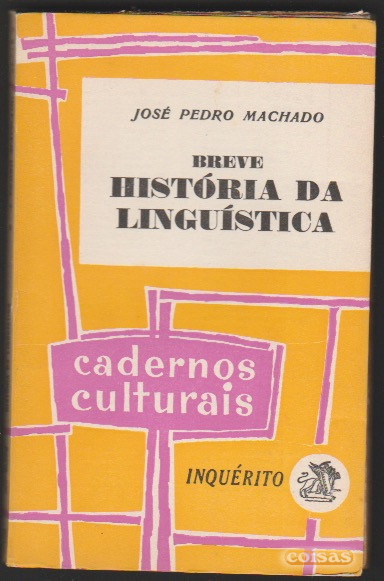 JOSÉ PEDRO MACHADO
BREVE
HISTÓRIA DA
LINGUÍSTICA
cadernos
culturais
INQUÉRITO
coisas